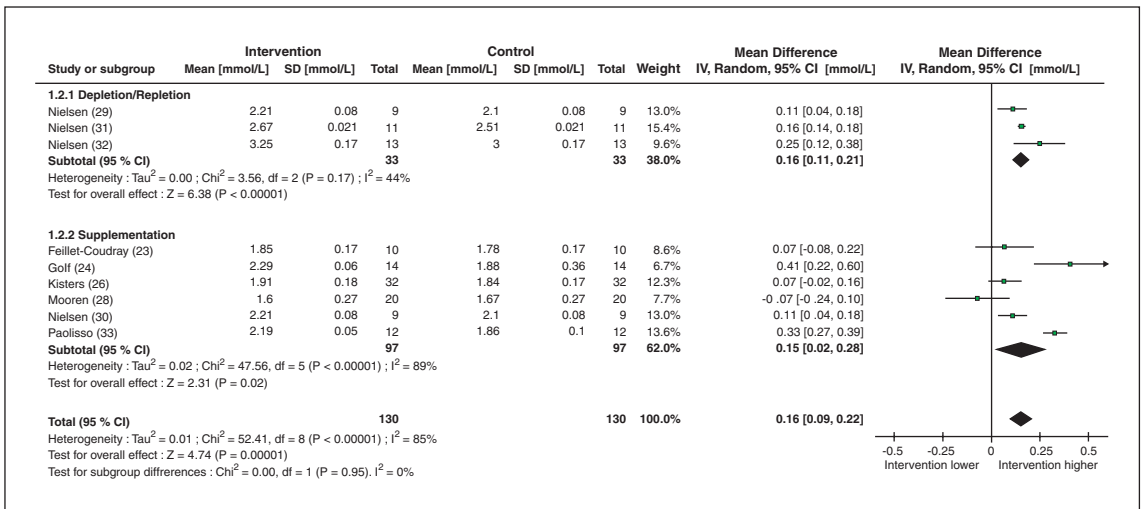 Intervention Control Mean Difference Mean Difference
Study or subgroup Mean [mmol/L] SD [mmol/L] Total Mean [mmol/L] SD [mmol/L] Total Weight IV, Random, 95% CI [mmol/L] IV, Random, 95% CI [mmol/L]
1.2.1 Depletion/Repletion
Nielsen (29) 2.21 0.08 9 2.1 0.08 9 13.0% 0.11 [0.04, 0.18]
Nielsen (31) 2.67 0.021 11 2.51 0.021 11 15.4% 0.16 [0.14, 0.18]
Nielsen (32) 3.25 0.17 13 3 0.17 13 9.6% 0.25 [0.12, 0.38]
Subtotal (95 % CI) 33 33 38.0% 0.16 [0.11, 0.21]
Heterogeneity : Tau² = 0.00 ; Chi² = 3.56, df = 2 (P = 0.17) ; I² = 44%
Test for overall effect : Z = 6.38 (P < 0.00001)
1.2.2 Supplementation
Feillet-Coudray (23) 1.85 0.17 10 1.78 0.17 10 8.6% 0.07 [-0.08, 0.22]
Golf (24) 2.29 0.06 14 1.88 0.36 14 6.7% 0.41 [0.22, 0.60]
Kisters (26) 1.91 0.18 32 1.84 0.17 32 12.3% 0.07 [-0.02, 0.16]
Mooren (28) 1.6 0.27 20 1.67 0.27 20 7.7% -0 .07 [-0 .24, 0.10]
Nielsen (30) 2.21 0.08 9 2.1 0.08 9 13.0% 0.11 [0 .04, 0.18]
Paolisso (33) 2.19 0.05 12 1.86 0.1 12 13.6% 0.33 [0.27, 0.39]
Subtotal (95 % CI) 97 97 62.0% 0.15 [0.02, 0.28]
Heterogeneity : Tau² = 0.02 ; Chi² = 47.56, df = 5 (P < 0.00001) ; I² = 89%
Test for overall effect : Z = 2.31 (P = 0.02)
Total (95 % CI) 130 130 100.0% 0.16 [0.09, 0.22]
Heterogeneity : Tau² = 0.01 ; Chi² = 52.41, df = 8 (P < 0.00001) ; I² = 85%
Test for overall effect : Z = 4.74 (P = 0.00001)
Test for subgroup diffrerences : Chi² = 0.00, df = 1 (P = 0.95). I² = 0%
-0.5 -0.25 0 0.25 0.5
Intervention lower Intervention higher